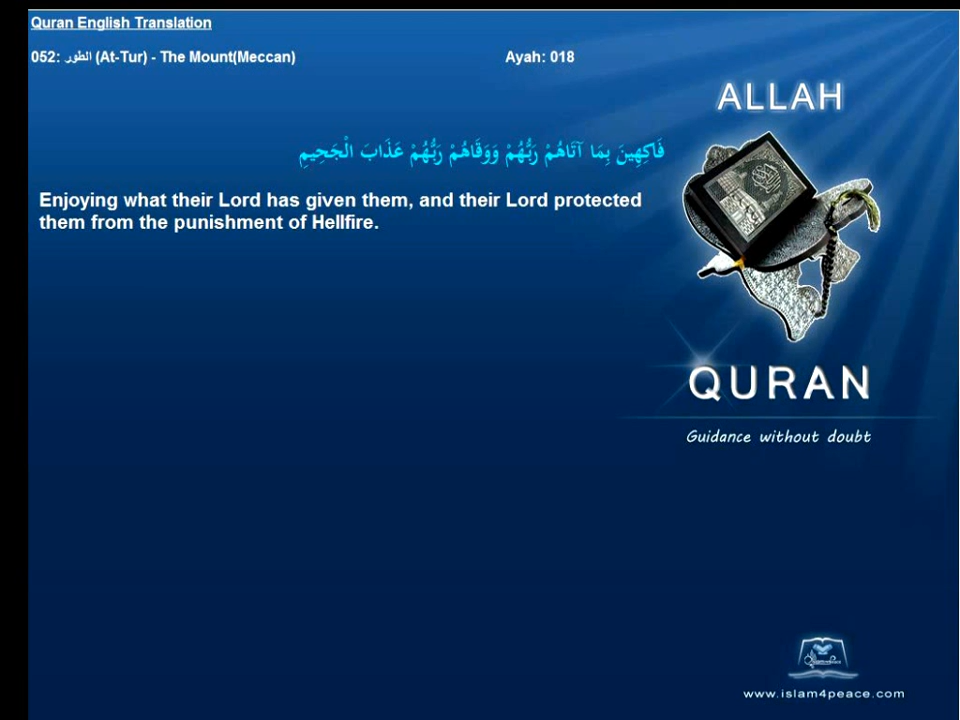 Quran English Translation
052: الطور (At-Tur) - The Mount(Meccan) Ayah: 018
ALLAH
فَاكِهِينَ بِمَا آتَاهُمْ رَبُّهُمْ وَوَقَاهُمْ رَبُّهُمْ عَذَابَ الْجَحِيمِ
Enjoying what their Lord has given them, and their Lord protected
them from the punishment of Hellfire.
QURAN
Guidance without doubt
www.islam4peace.com